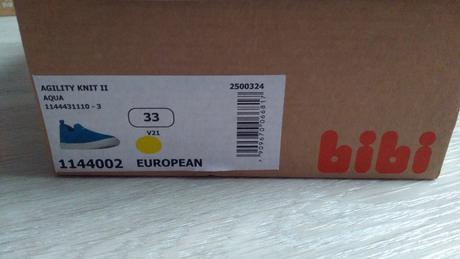 AGILITY KNIT II
AQUA
1144431110 - 3
33
V21
1144002 EUROPEAN
2500324
bibi